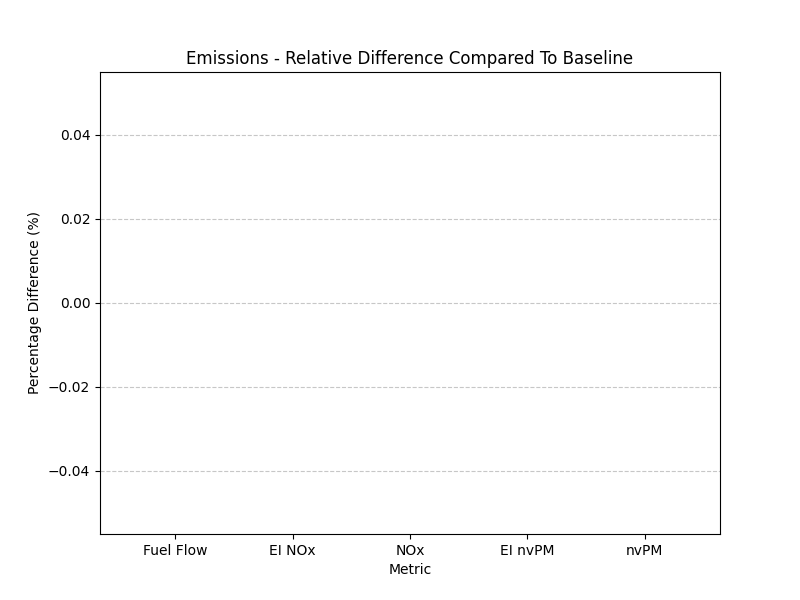 Emissions - Relative Difference Compared To Baseline
Percentage Difference (%)
0.04
0.02
0.00
−0.02
−0.04
Fuel Flow EI NOx NOx EI nvPM nvPM
Metric